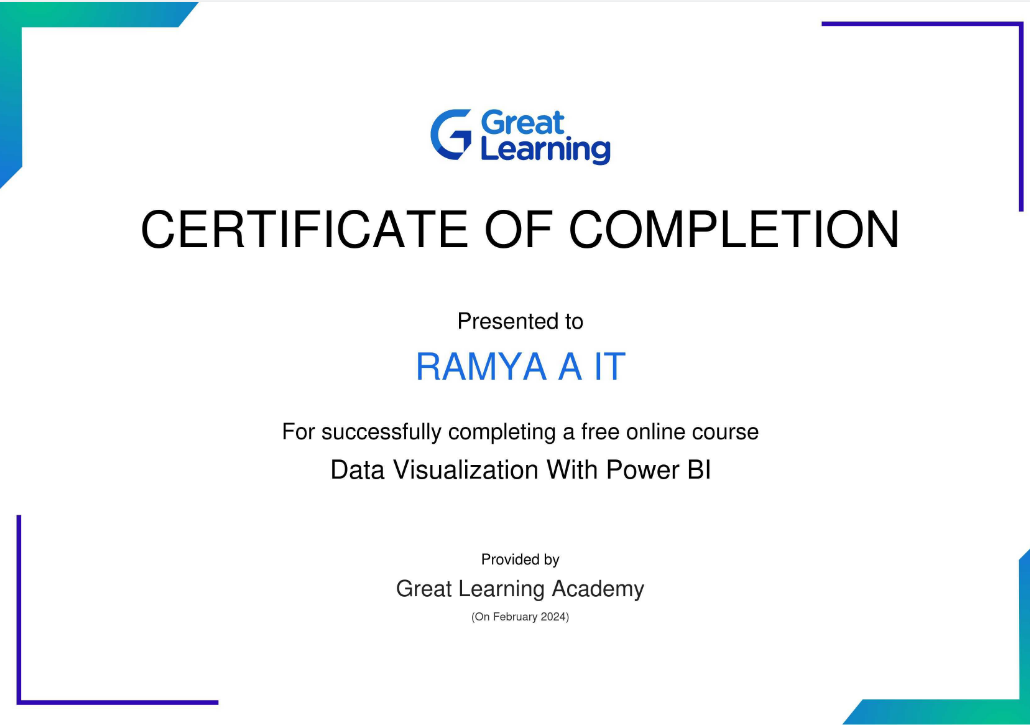 Great
Learning
CERTIFICATE OF COMPLETION
Presented to
RAMYA A IT
For successfully completing a free online course
Data Visualization With Power BI
Provided by
Great Learning Academy
(On February 2024)